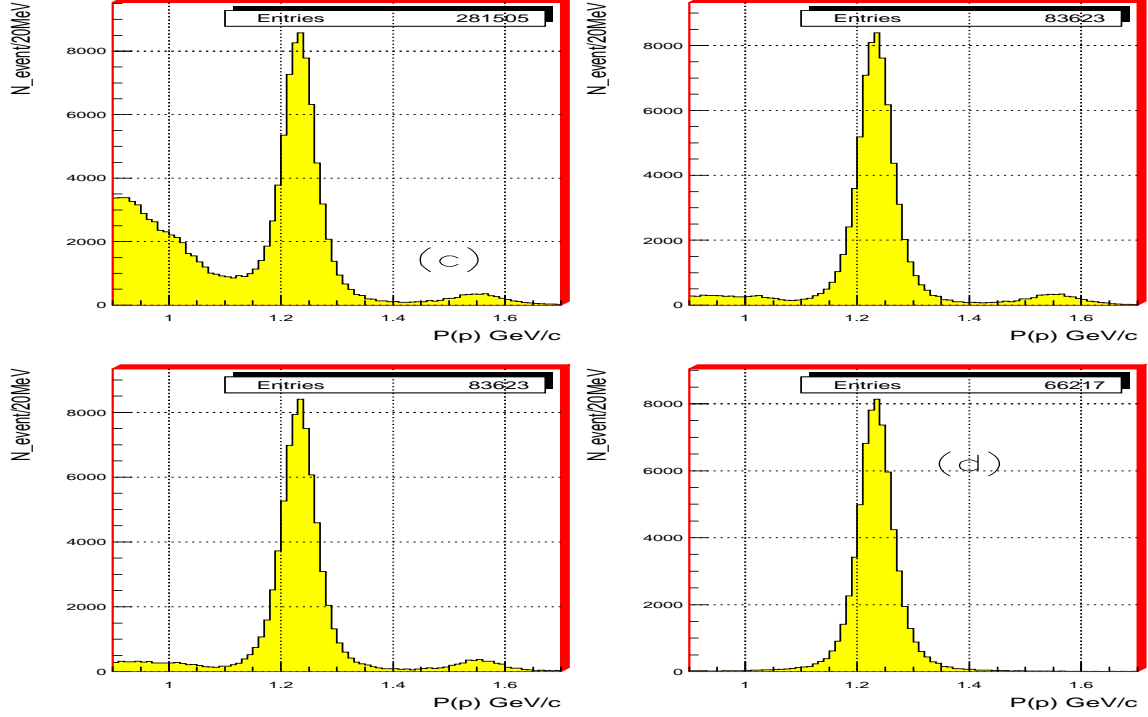 Entries 281505
N_event/20MeV
8000
6000
4000
2000
0
(c)
1 1.2 1.4 1.6
P(p) GeV/c
Entries 83623
N_event/20MeV
8000
6000
4000
2000
0
1 1.2 1.4 1.6
P(p) GeV/c
Entries 83623
N_event/20MeV
8000
6000
4000
2000
0
1 1.2 1.4 1.6
P(p) GeV/c
Entries 66217
N_event/20MeV
8000
(d)
6000
4000
2000
0
1 1.2 1.4 1.6
P(p) GeV/c